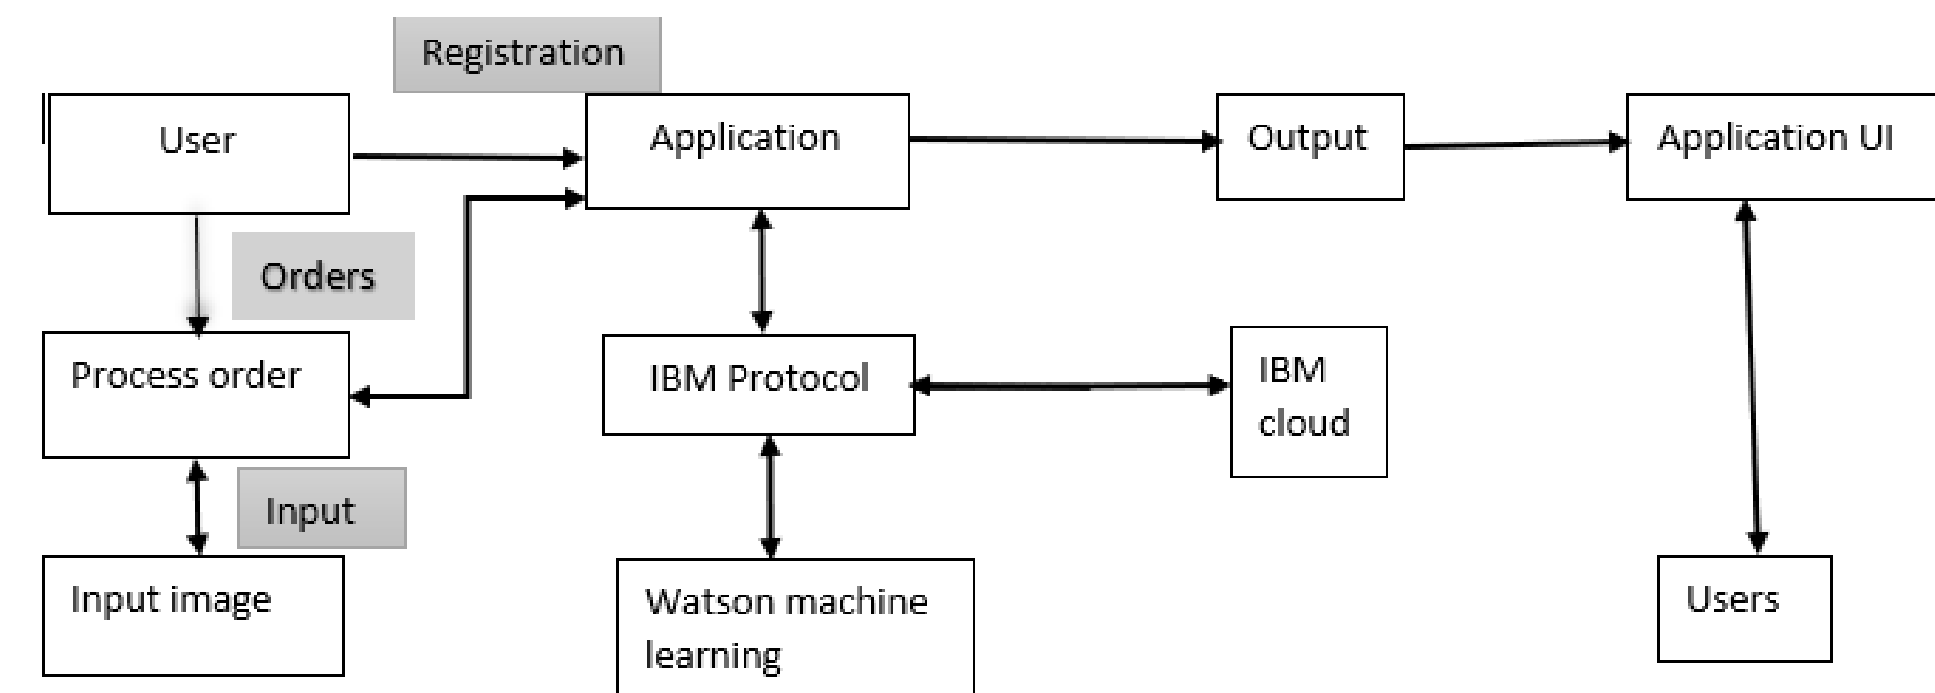 Registration
User
Application
Output
Application UI
Orders
Process order
IBM Protocol
IBM
cloud
Input
Input image
Watson machine
learning
Users